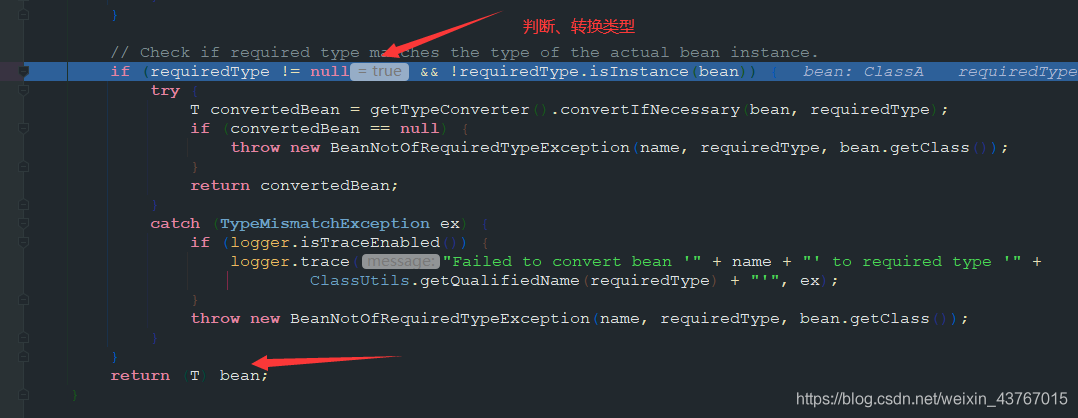 }
判断、转换类型
// Check if required type matches the type of the actual bean instance.
if (requiredType != null = true && !requiredType.isInstance(bean)) { bean: ClassA requiredType
try {
T convertedBean = getTypeConverter().convertIfNecessary(bean, requiredType);
if (convertedBean == null) {
throw new BeanNotOfRequiredTypeException(name, requiredType, bean.getClass());
}
return convertedBean;
}
catch (TypeMismatchException ex) {
if (logger.isTraceEnabled()) {
logger.trace( message: "Failed to convert bean '" + name + "' to required type '" +
ClassUtils.getQualifiedName(requiredType) + "'", ex);
}
throw new BeanNotOfRequiredTypeException(name, requiredType, bean.getClass());
}
}
return (T) bean;
}
https://blog.csdn.net/weixin_43767015